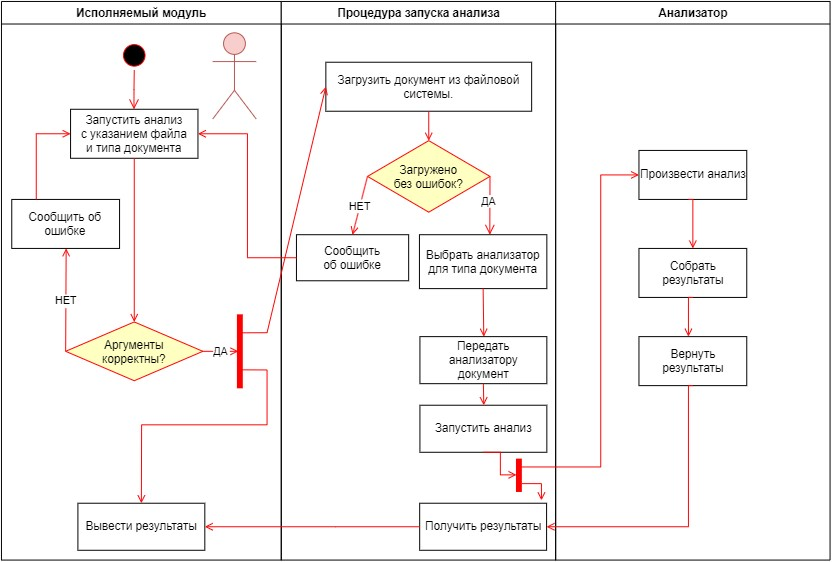 Исполняемый модуль
Процедура запуска анализа
Анализатор
Запустить анализ
с указанием файла
и типа документа
Сообщить об
ошибке
НЕТ
Аргументы
корректны?
ДА
Вывести результаты
Загрузить документ из файловой
системы.
Загружено
без ошибок?
НЕТ
ДА
Сообщить
об ошибке
Выбрать анализатор
для типа документа
Передать
анализатору
документ
Запустить анализ
Получить результаты
Произвести анализ
Собрать
результаты
Вернуть
результаты